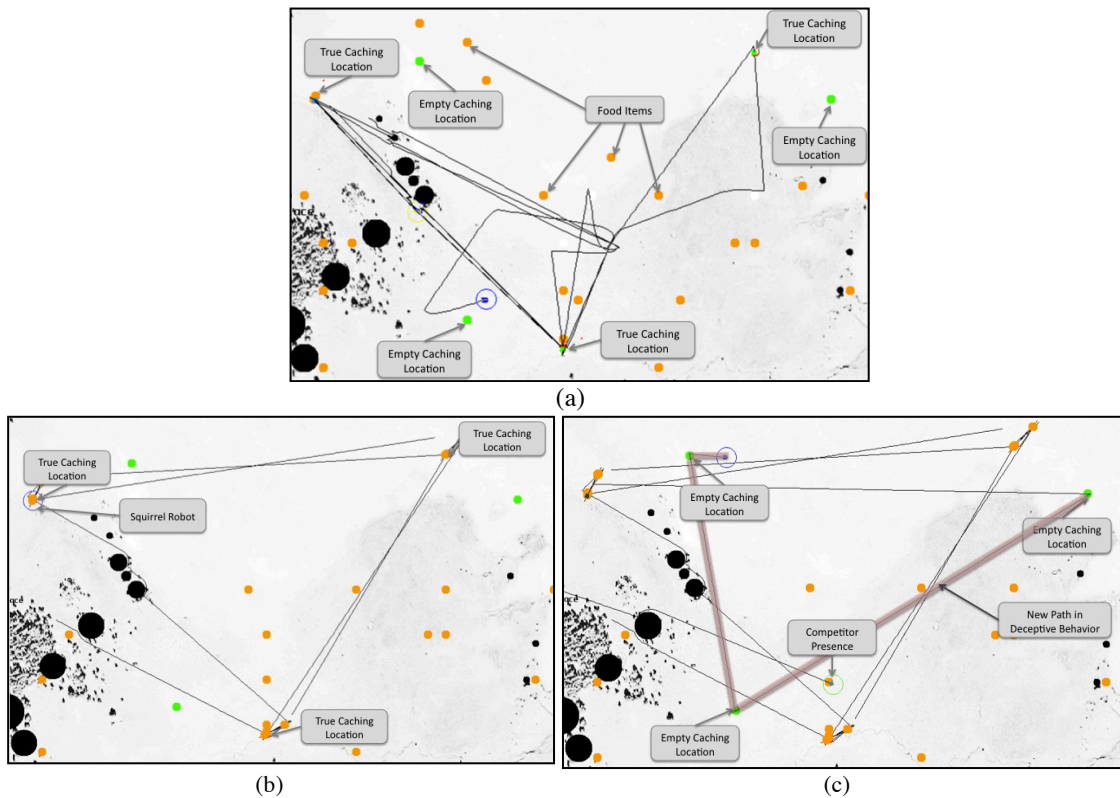 True Caching
Location
True Caching
Location
Empty Caching
Location
Food Items
Empty Caching
Location
Empty Caching
Location
True Caching
Location
(a)
True Caching
Location
True Caching
Location
Squirrel Robot
True Caching
Location
(b)
Empty Caching
Location
Empty Caching
Location
New Path in
Deceptive Behavior
Competitor
Presence
Empty Caching
Location
(c)